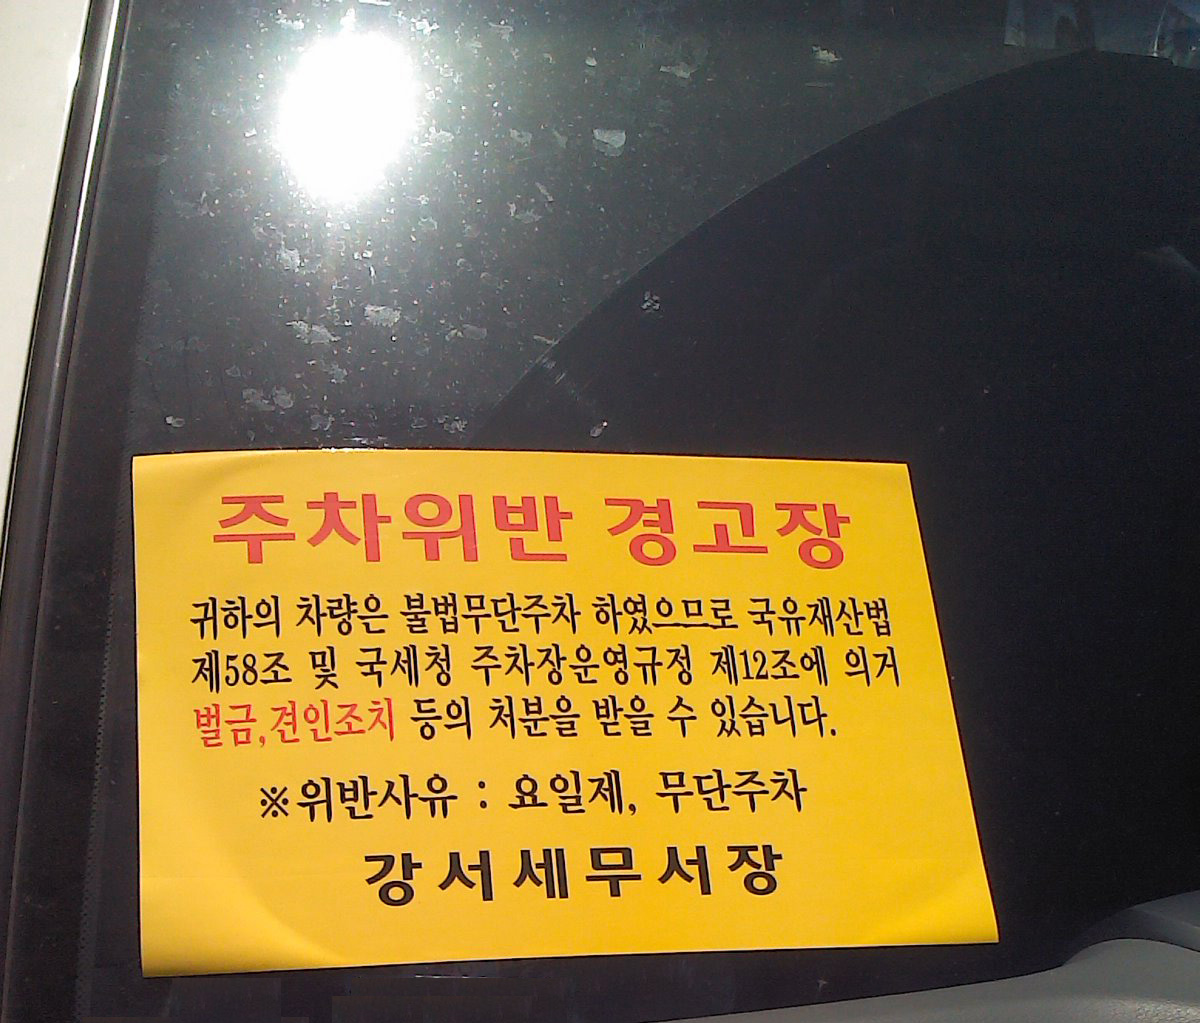 주차위반 경고장
귀하의 차량은 불법무단주차 하였으므로 국유재산법
제58조 및 국세청 주차장운영규정 제12조에 의거
벌금,견인조치 등의 처분을 받을 수 있습니다.
※위반사유 : 요일제, 무단주차
강서세무서장